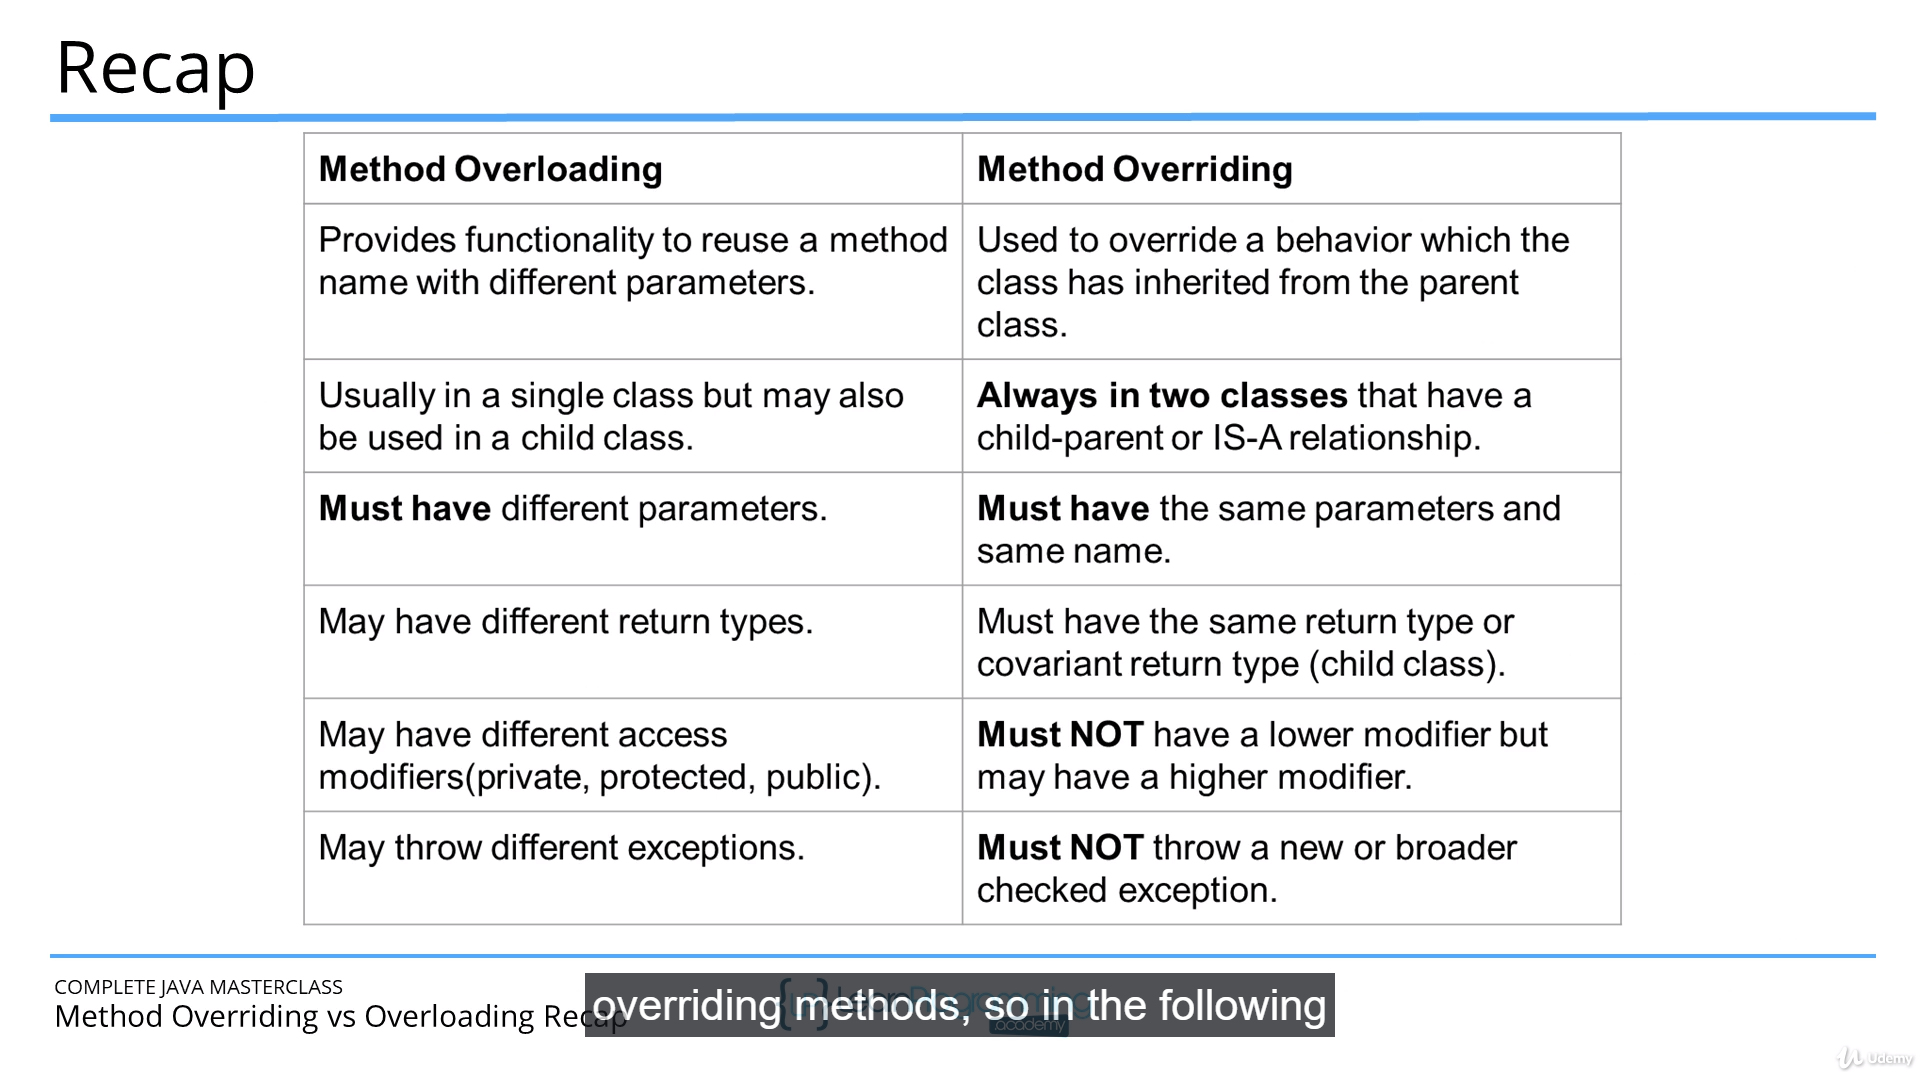 Recap
Method Overloading
Method Overriding
Provides functionality to reuse a method
name with different parameters.
Used to override a behavior which the
class has inherited from the parent
class.
Usually in a single class but may also
be used in a child class.
Always in two classes that have a
child-parent or IS-A relationship.
Must have different parameters.
Must have the same parameters and
same name.
May have different return types.
Must have the same return type or
covariant return type (child class).
May have different access
modifiers(private, protected, public).
Must NOT have a lower modifier but
may have a higher modifier.
May throw different exceptions.
Must NOT throw a new or broader
checked exception.
COMPLETE JAVA MASTERCLASS
Method Overriding vs Overloading Recap
overriding methods, so in the following
academy
Udemy